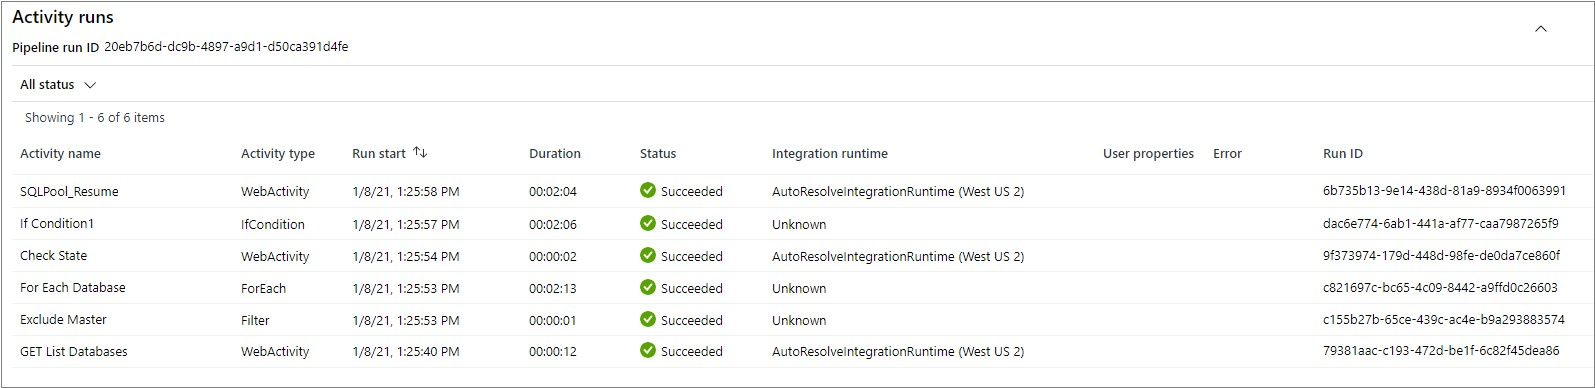 Activity runs
Pipeline run ID 20eb7b6d-dc9b-4897-a9d1-d50ca391d4fe
All status
Showing 1 - 6 of 6 items
Activity name Activity type Run start Duration Status Integration runtime User properties Error Run ID
SQLPool_Resume WebActivity 1/8/21, 1:25:58 PM 00:02:04 Succeeded AutoResolveIntegrationRuntime (West US 2) 6b735b13-9e14-438d-81a9-8934f0063991
If Condition1 IfCondition 1/8/21, 1:25:57 PM 00:02:06 Succeeded Unknown dac6e774-6ab1-441a-af77-caa7987265f9
Check State WebActivity 1/8/21, 1:25:54 PM 00:00:02 Succeeded AutoResolveIntegrationRuntime (West US 2) 9f373974-179d-448d-98fe-de0da7ce860f
For Each Database ForEach 1/8/21, 1:25:53 PM 00:02:13 Succeeded Unknown c821697c-bc65-4c09-8442-a9ffd0c26603
Exclude Master Filter 1/8/21, 1:25:53 PM 00:00:01 Succeeded Unknown c155b27b-65ce-439c-ac4e-b9a293883574
GET List Databases WebActivity 1/8/21, 1:25:40 PM 00:00:12 Succeeded AutoResolveIntegrationRuntime (West US 2) 79381aac-c193-472d-be1f-6c82f45dea86